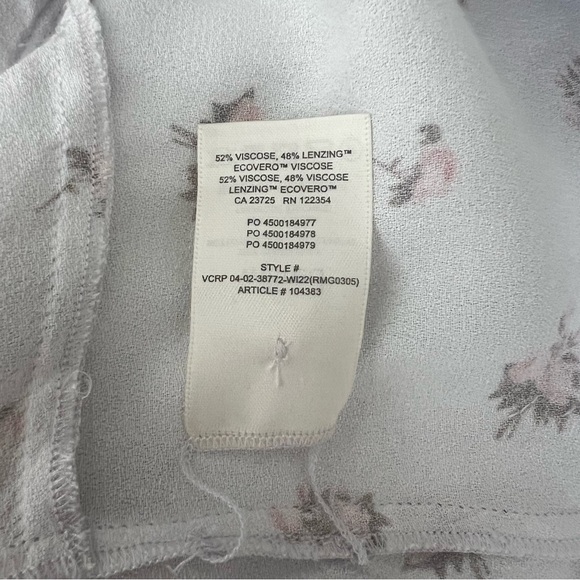 52% VISCOSE, 48% LENZING™
ECOVERO™ VISCOSE
52% VISCOSE, 48% VISCOSE
LENZING™ ECOVERO™
CA 23725 RN 122354
PO 4500184977
PO 4500184978
PO 4500184979
STYLE #
VCRP 04-02-38772-WI22(RMG0305)
ARTICLE # 104383